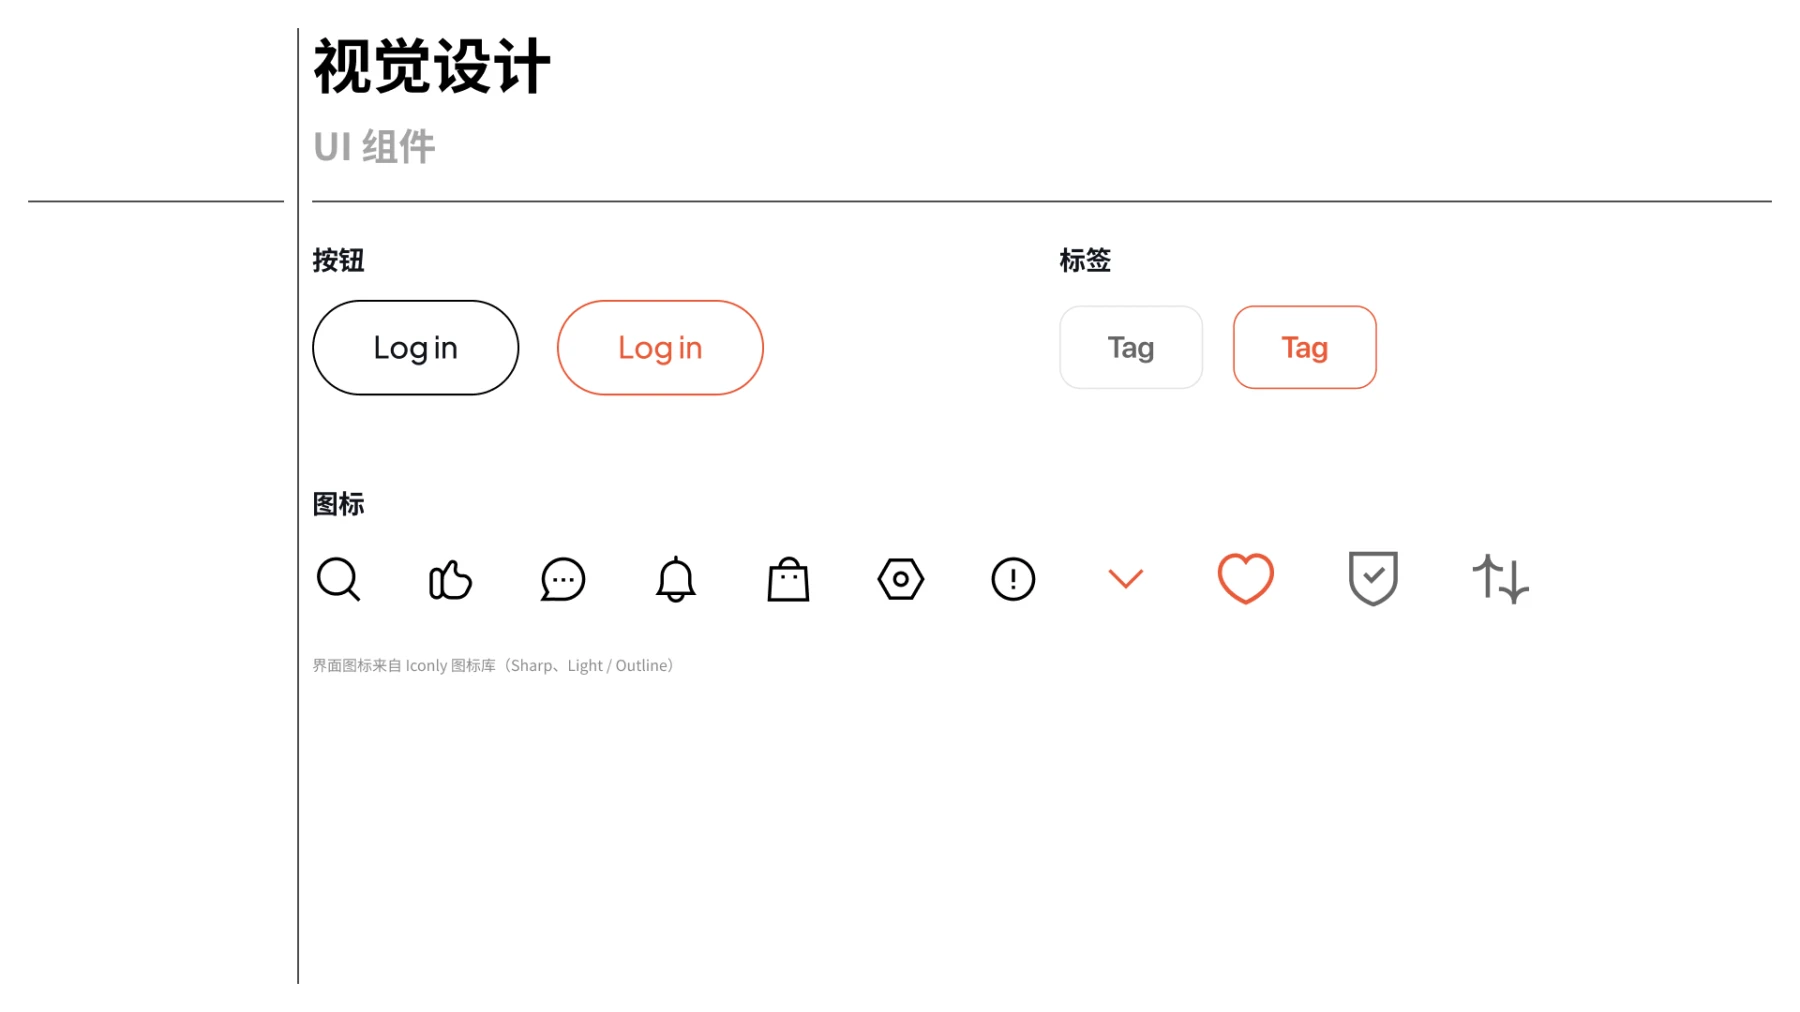 视觉设计
UI 组件
按钮
Log in
Log in
标签
Tag
Tag
图标
界面图标来自 Iconly 图标库（Sharp、Light / Outline）